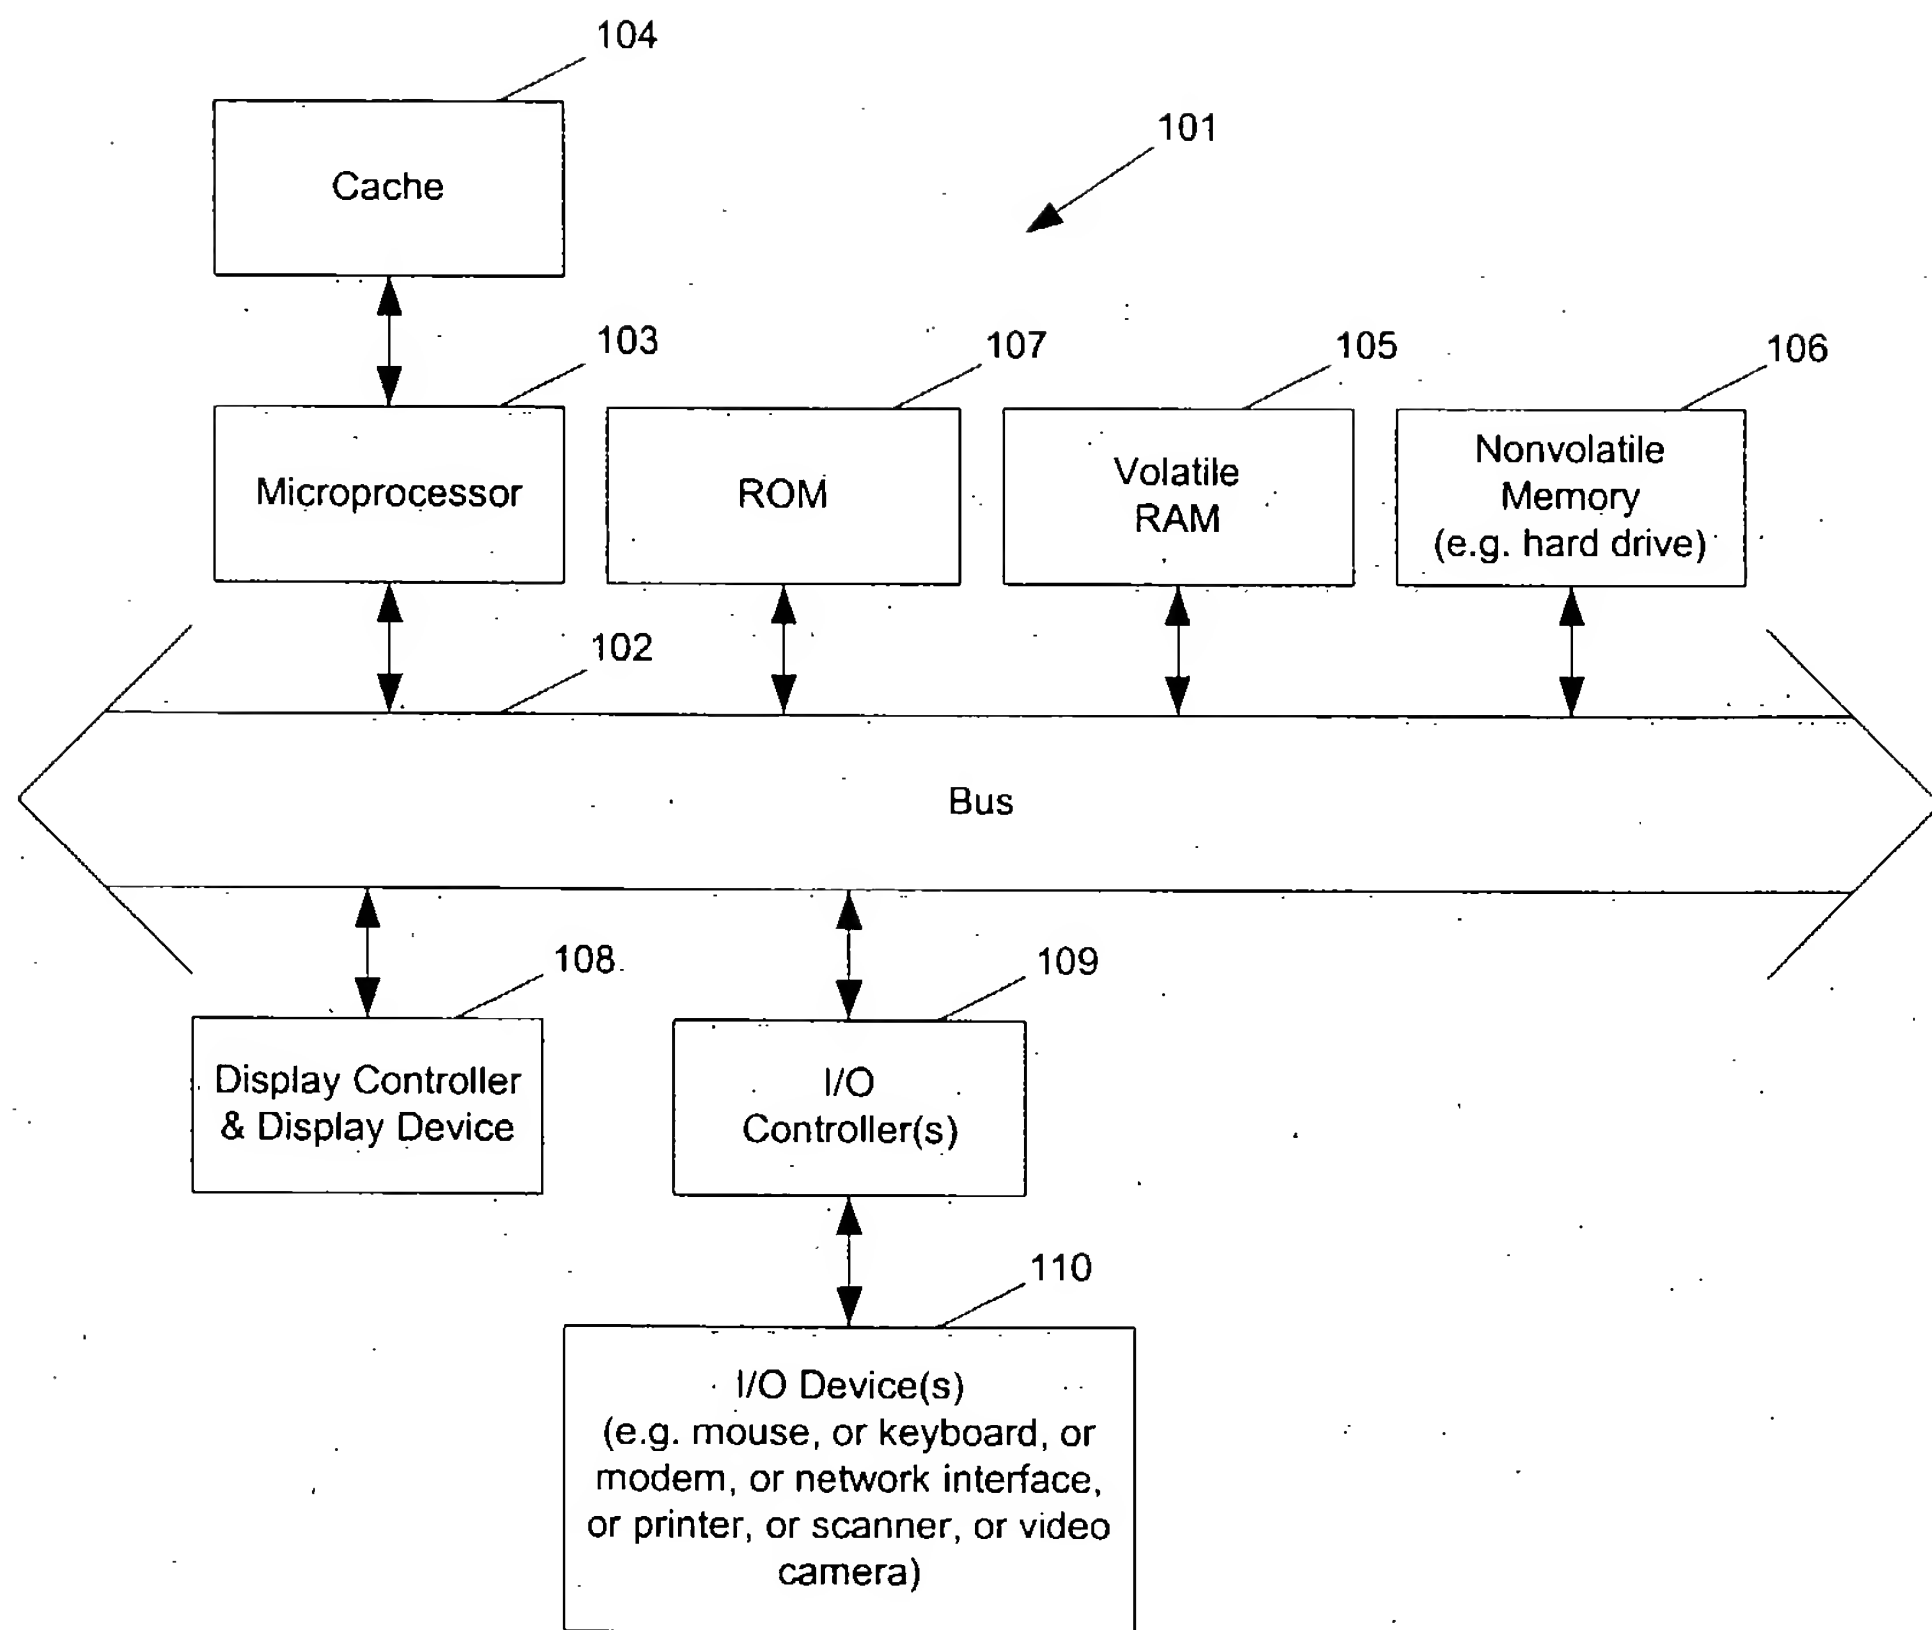 104
101
Cache
103
107
105
106
Microprocessor
ROM
Volatile
RAM
Nonvolatile
Memory
(e.g. hard drive)
102
Bus
108
109
Display Controller
& Display Device
I/O
Controller(s)
110
I/O Device(s)
(e.g. mouse, or keyboard, or
modem, or network interface,
or printer, or scanner, or video
camera)